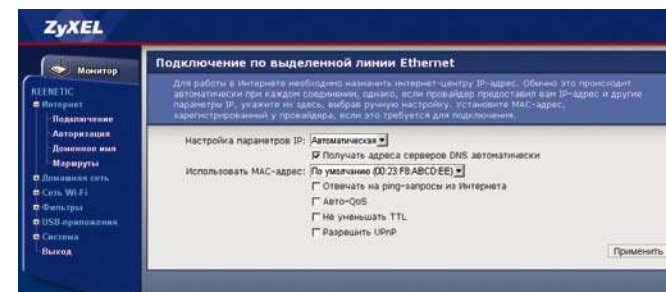 ZyXEL
Монитор
KEENETIC
Интернет
Подключение
Авторизация
Доменное имя
Маршруты
Домашняя сеть
Сеть Wi-Fi
Фильтры
USB-приложения
Система
Выход
Подключение по выделенной линии Ethernet
Для работы в Интернете необходимо назначить интернет-центру IP-адрес. Обычно это происходит
автоматически при каждом соединении, однако, если провайдер предоставил вам IP-адрес и другие
параметры IP, укажите их здесь, выбрав ручную настройку. Установите MAC-адрес,
зарегистрированный у провайдера, если это требуется для подключения.
Настройка параметров IP: Автоматическая
Получать адреса серверов DNS автоматически
Использовать MAC-адрес: По умолчанию (00:23:F8:AB:CD:EE)
Отвечать на ping-запросы из Интернета
Авто-QoS
Не уменьшать TTL
Разрешить UPnP
Применить